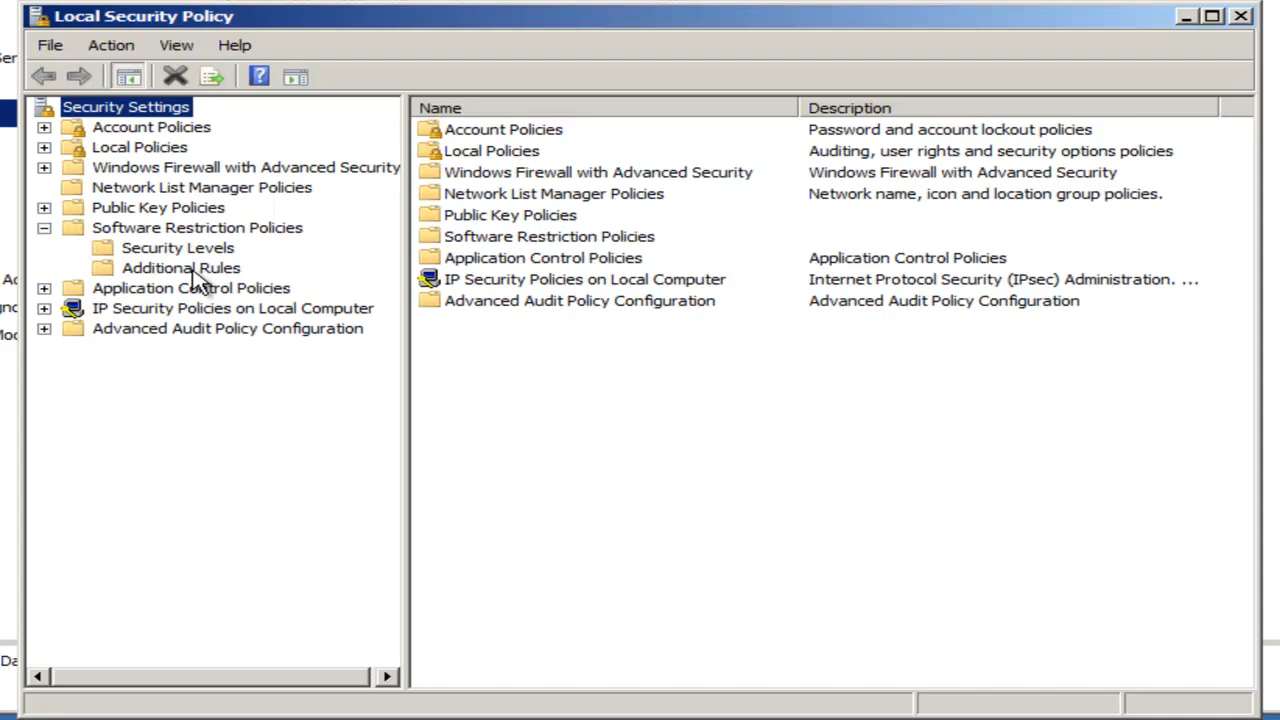 Local Security Policy
File Action View Help
Security Settings
Account Policies
Local Policies
Windows Firewall with Advanced Security
Network List Manager Policies
Public Key Policies
Software Restriction Policies
Security Levels
Additional Rules
Application Control Policies
IP Security Policies on Local Computer
Advanced Audit Policy Configuration
Name Description
Account Policies Password and account lockout policies
Local Policies Auditing, user rights and security options policies
Windows Firewall with Advanced Security Windows Firewall with Advanced Security
Network List Manager Policies Network name, icon and location group policies.
Public Key Policies
Software Restriction Policies
Application Control Policies Application Control Policies
IP Security Policies on Local Computer Internet Protocol Security (IPsec) Administration. ...
Advanced Audit Policy Configuration Advanced Audit Policy Configuration